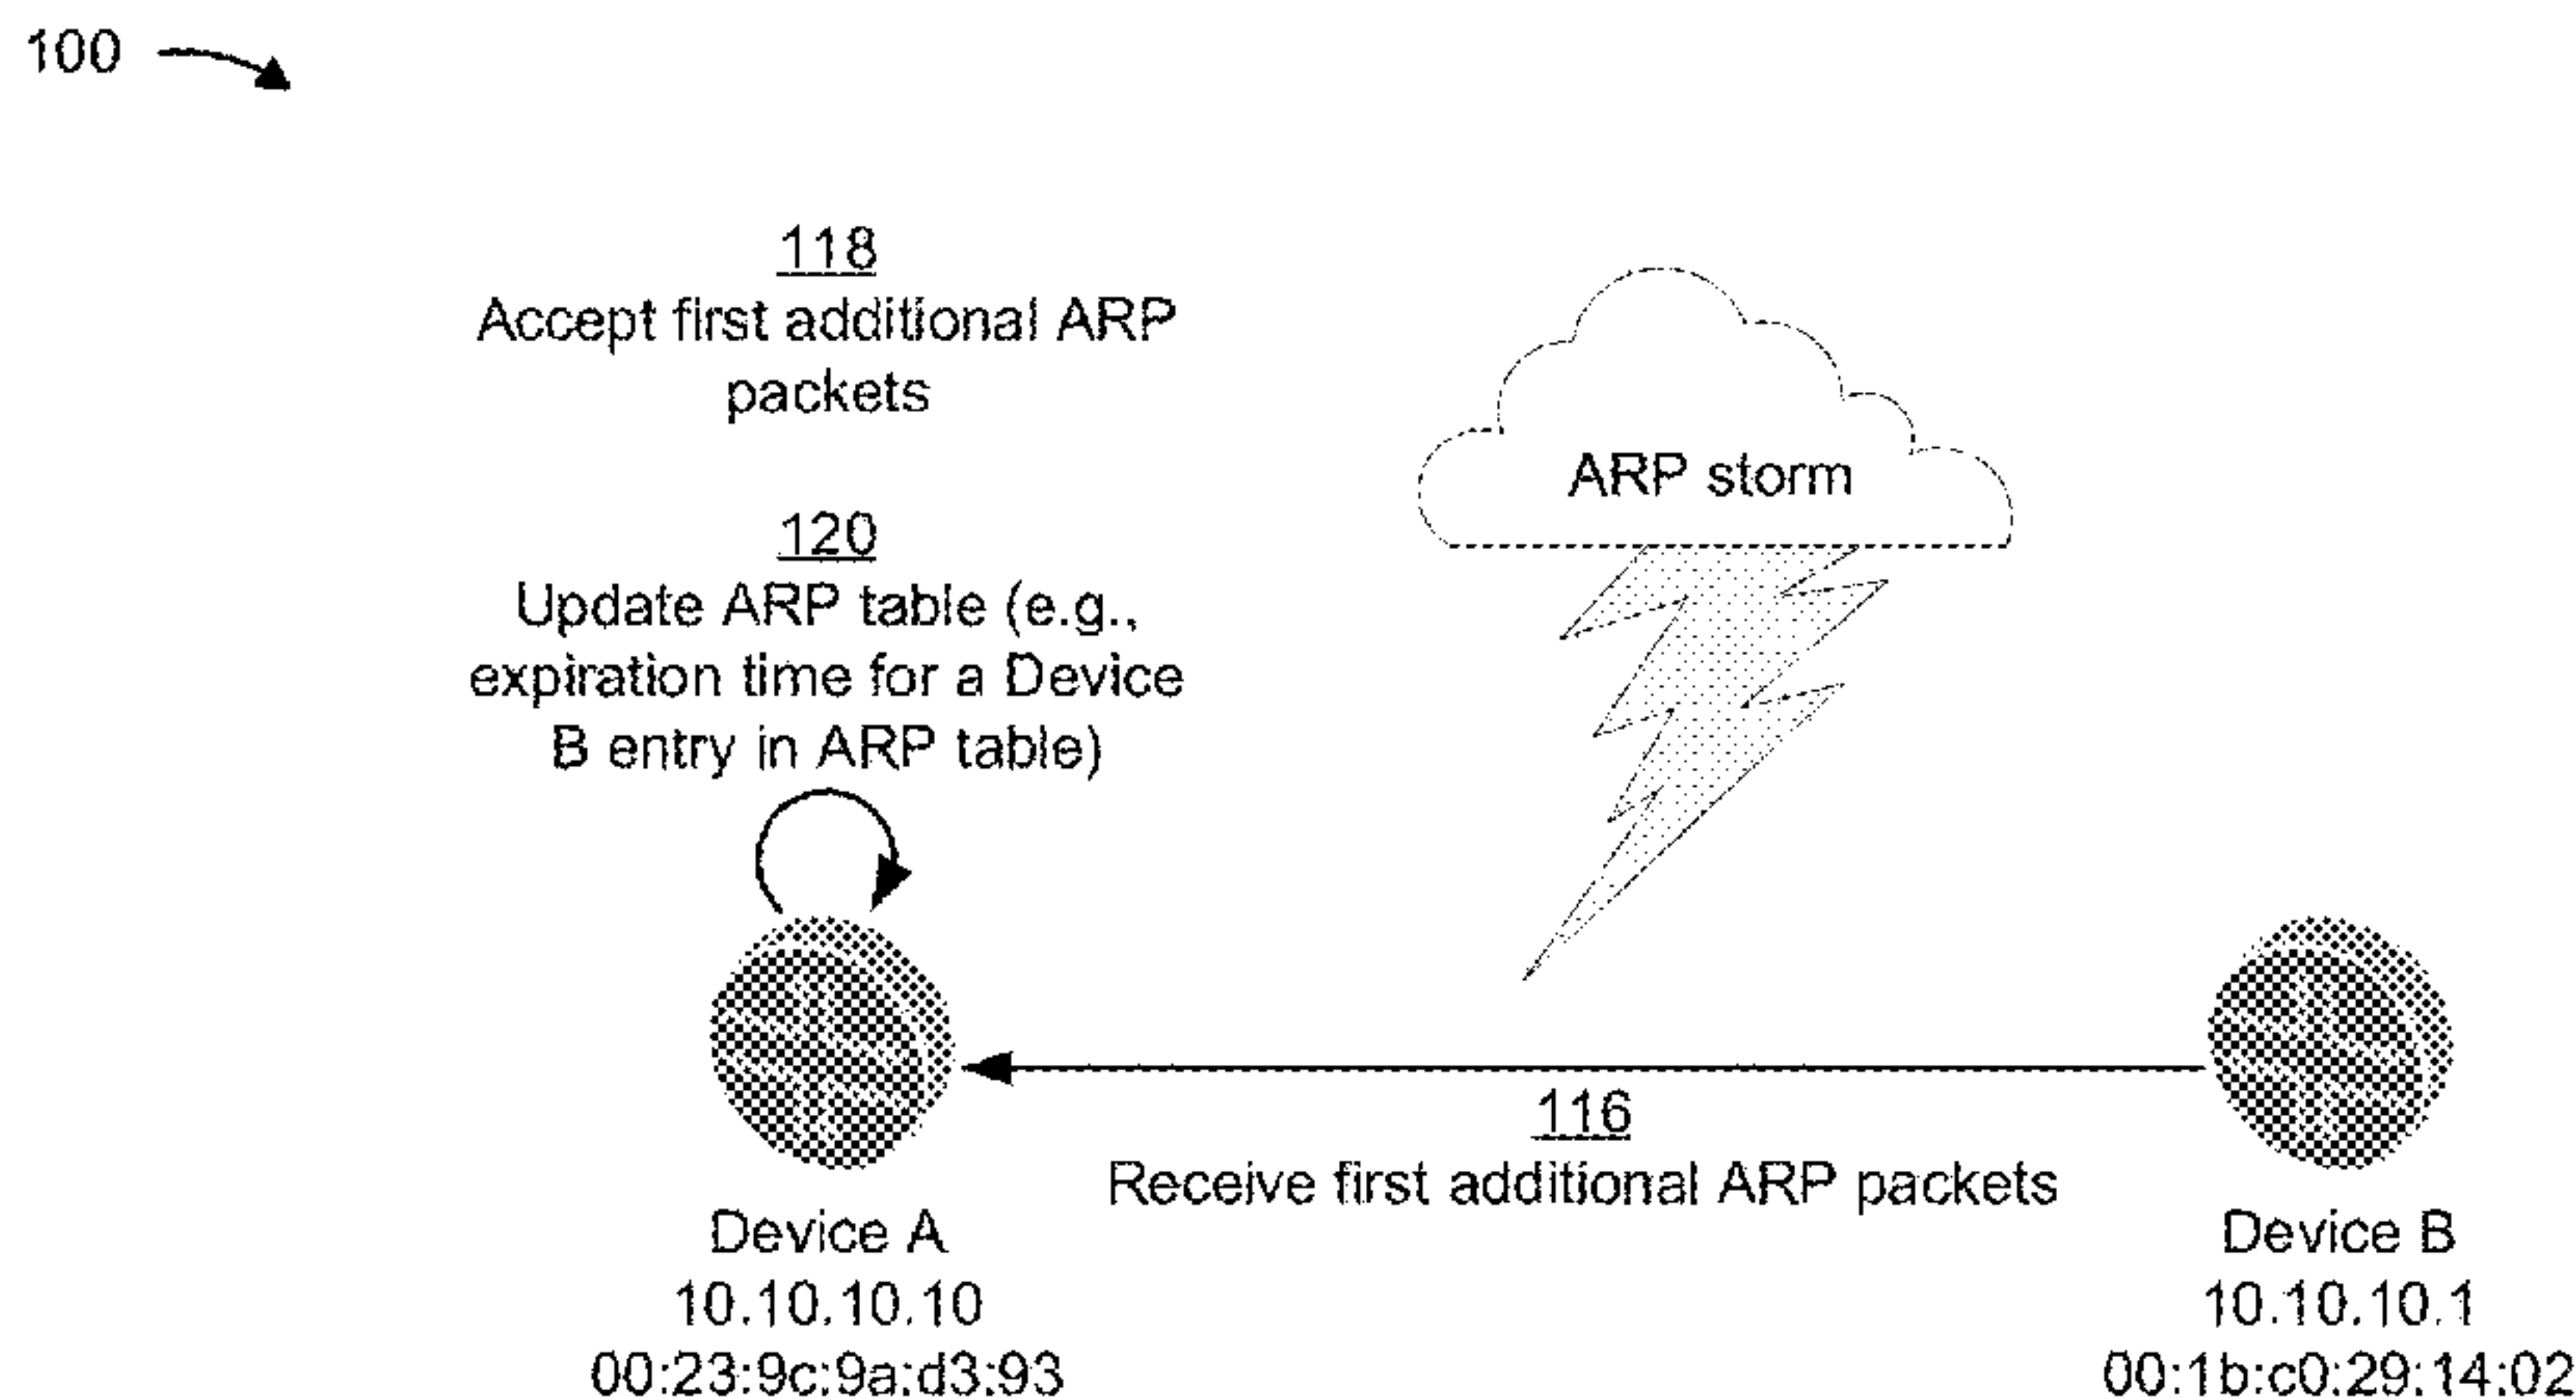 100
118
Accept first additional ARP
packets
120
Update ARP table (e.g.,
expiration time for a Device
B entry in ARP table)
ARP storm
116
Receive first additional ARP packets
Device A
10.10.10.10
00:23:9c:9a:d3:93
Device B
10.10.10.1
00:1b:c0:29:14:02